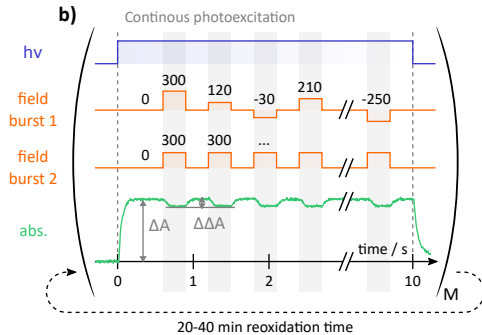 b)
Continous photoexcitation
hν
field
burst 1
0 300 120 -30 210 -250
field
burst 2
0 300 300 ...
abs.
ΔA
ΔΔA
time / s
0 1 2 10
M
20-40 min reoxidation time